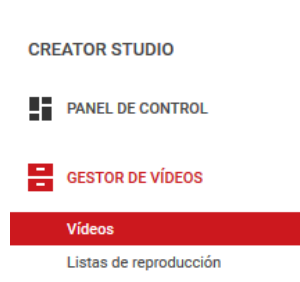 CREATOR STUDIO
PANEL DE CONTROL
GESTOR DE VÍDEOS
Vídeos
Listas de reproducción